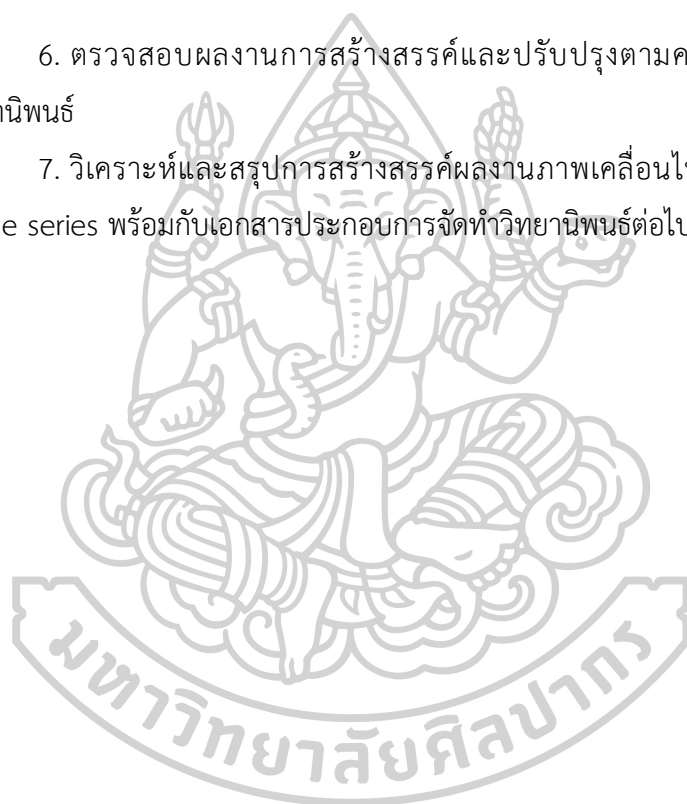 6. ตรวจสอบผลงานการสร้างสรรค์และปรับปรุงตามค
านิพนธ์
7. วิเคราะห์และสรุปการสร้างสรรค์ผลงานภาพเคลื่อนไ
e series พร้อมกับเอกสารประกอบการจัดทำวิทยานิพนธ์ต่อไป
มหาวิทยาลัยศิลปากร